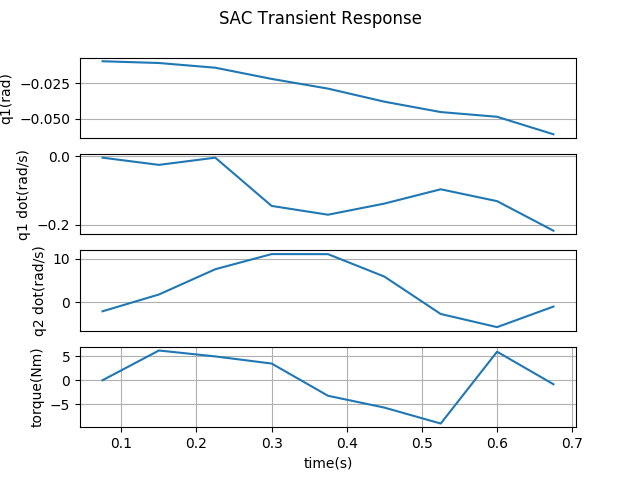 SAC Transient Response
q1(rad)
−0.025
−0.050
q1 dot(rad/s)
0.0
−0.2
q2 dot(rad/s)
10
0
torque(Nm)
5
0
−5
0.1 0.2 0.3 0.4 0.5 0.6 0.7
time(s)